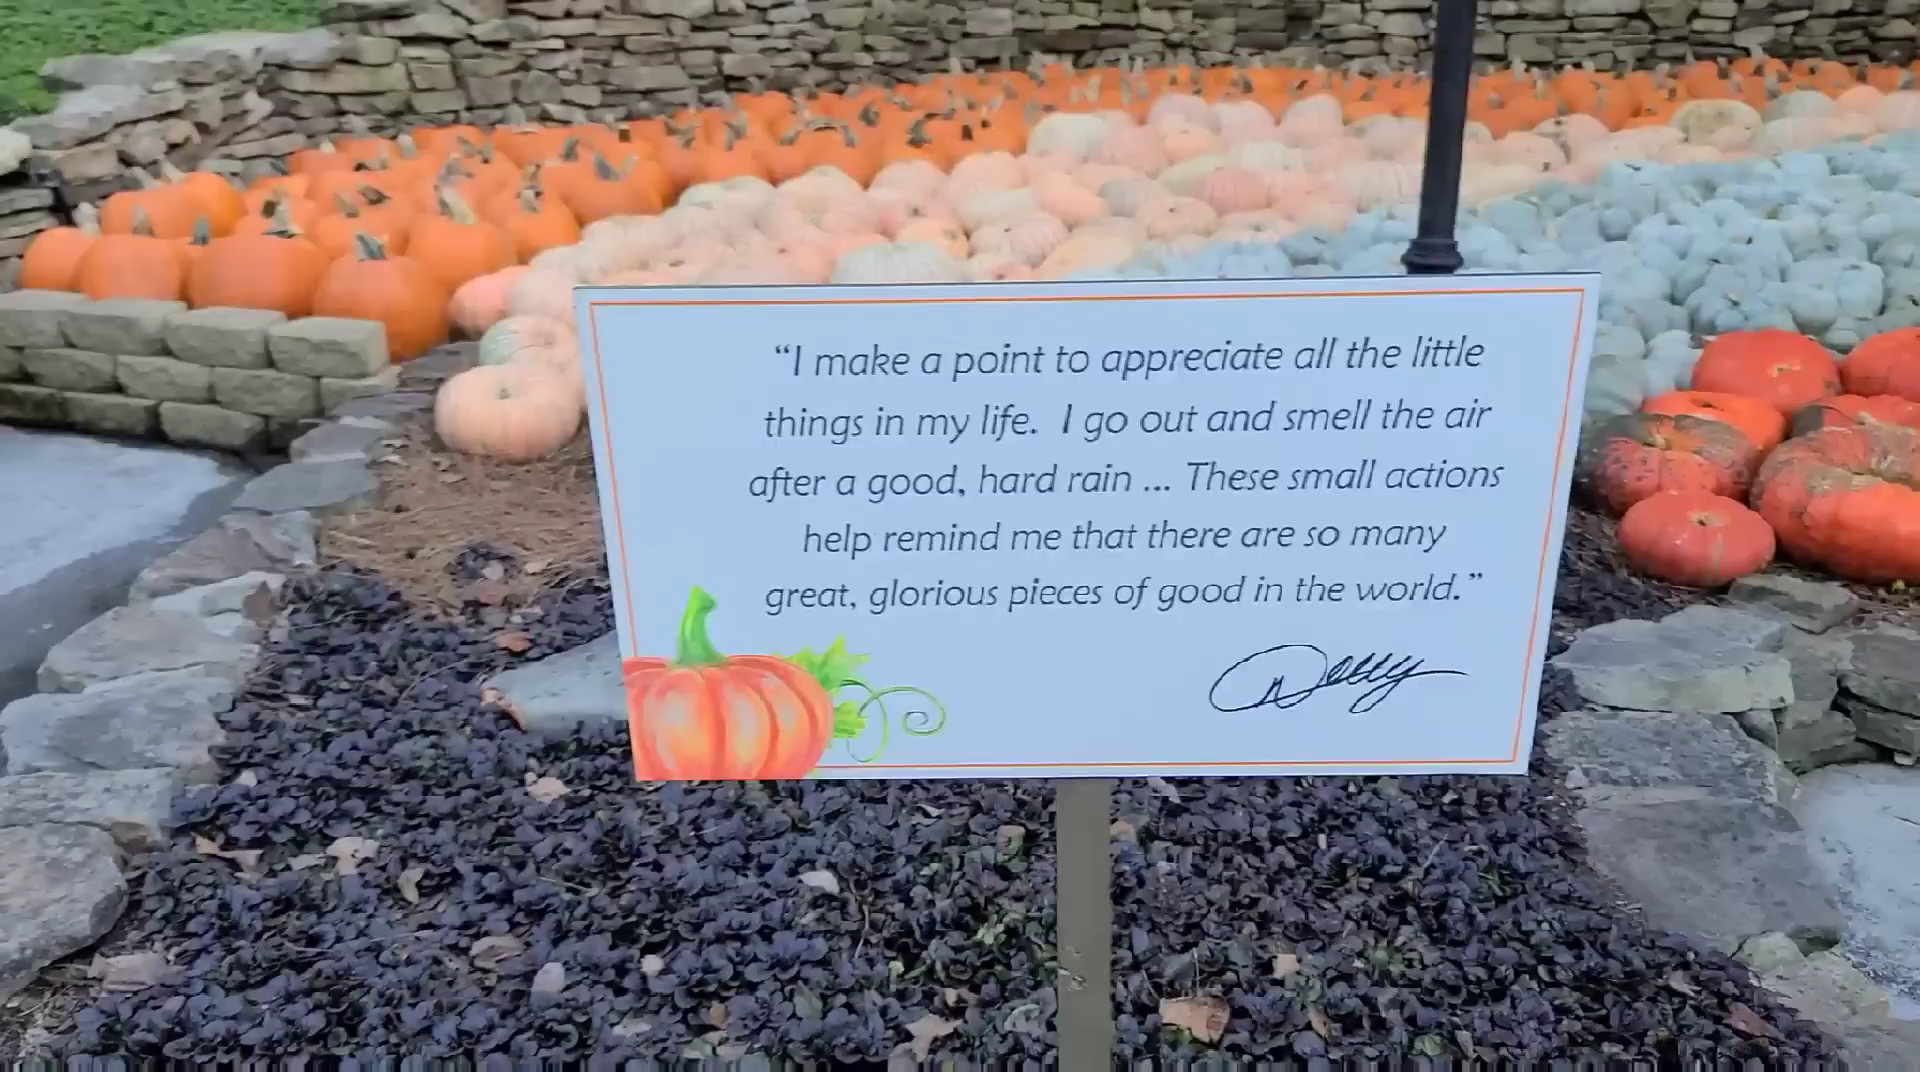 “I make a point to appreciate all the little
things in my life. I go out and smell the air
after a good, hard rain ... These small actions
help remind me that there are so many
great, glorious pieces of good in the world.”
Dolly